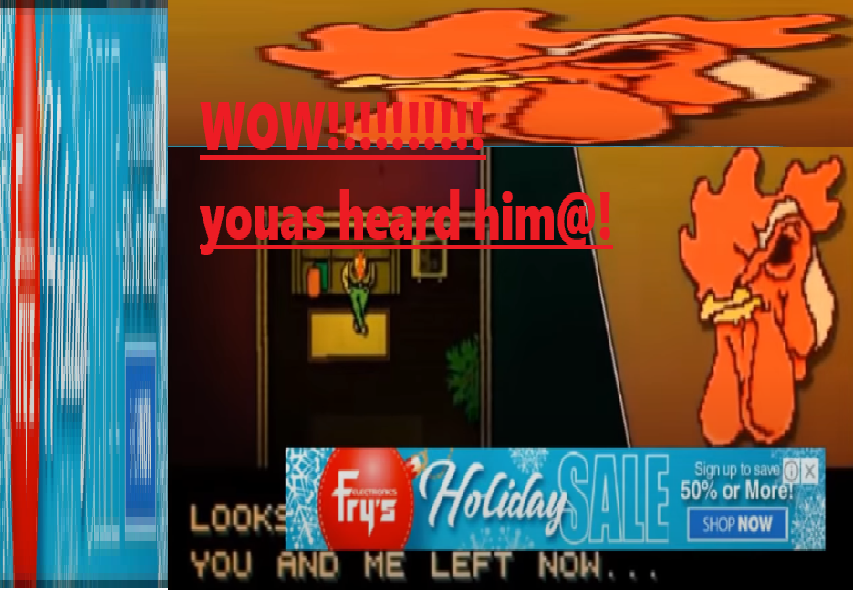 WOW!!!!!!!!!!!
youas heard him@!
Fry's
ELECTRONICS
Holiday SALE
Sign up to save
50% or More!
SHOP NOW
LOOKS
YOU AND ME LEFT NOW...